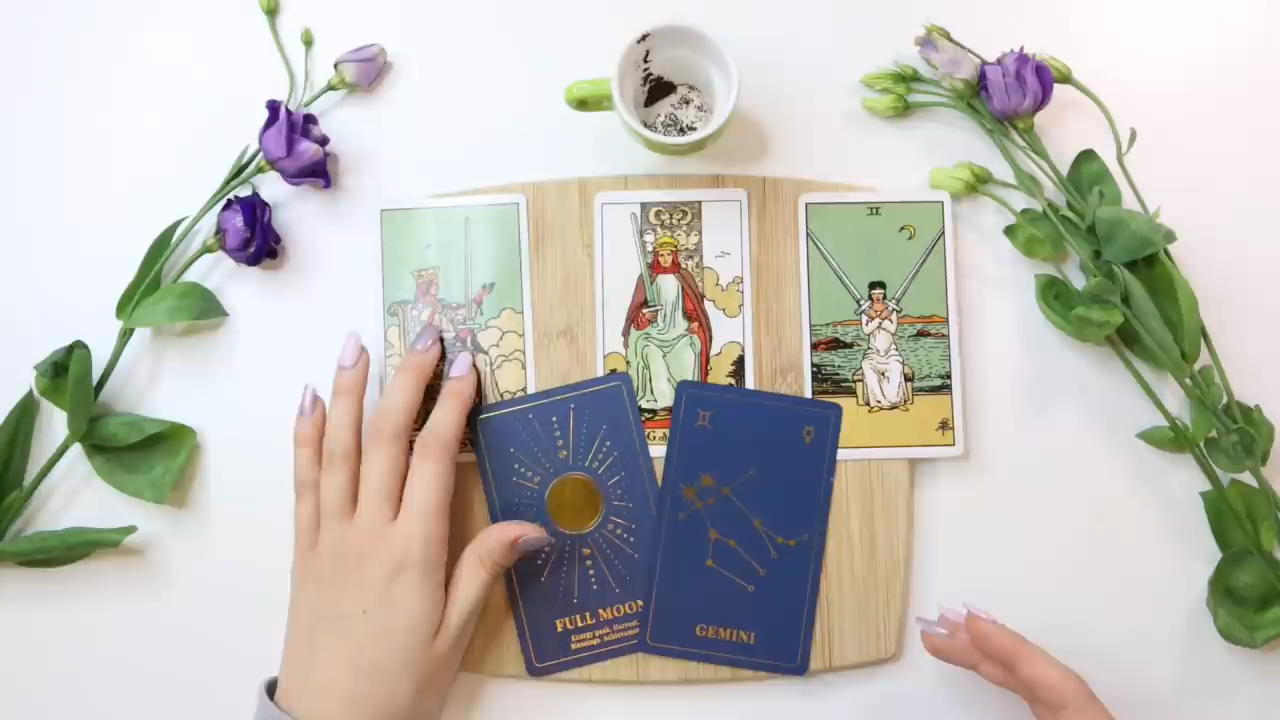 II
FULL MOON
Energy peak, Harvest,
Blessings, Achievement
GEMINI